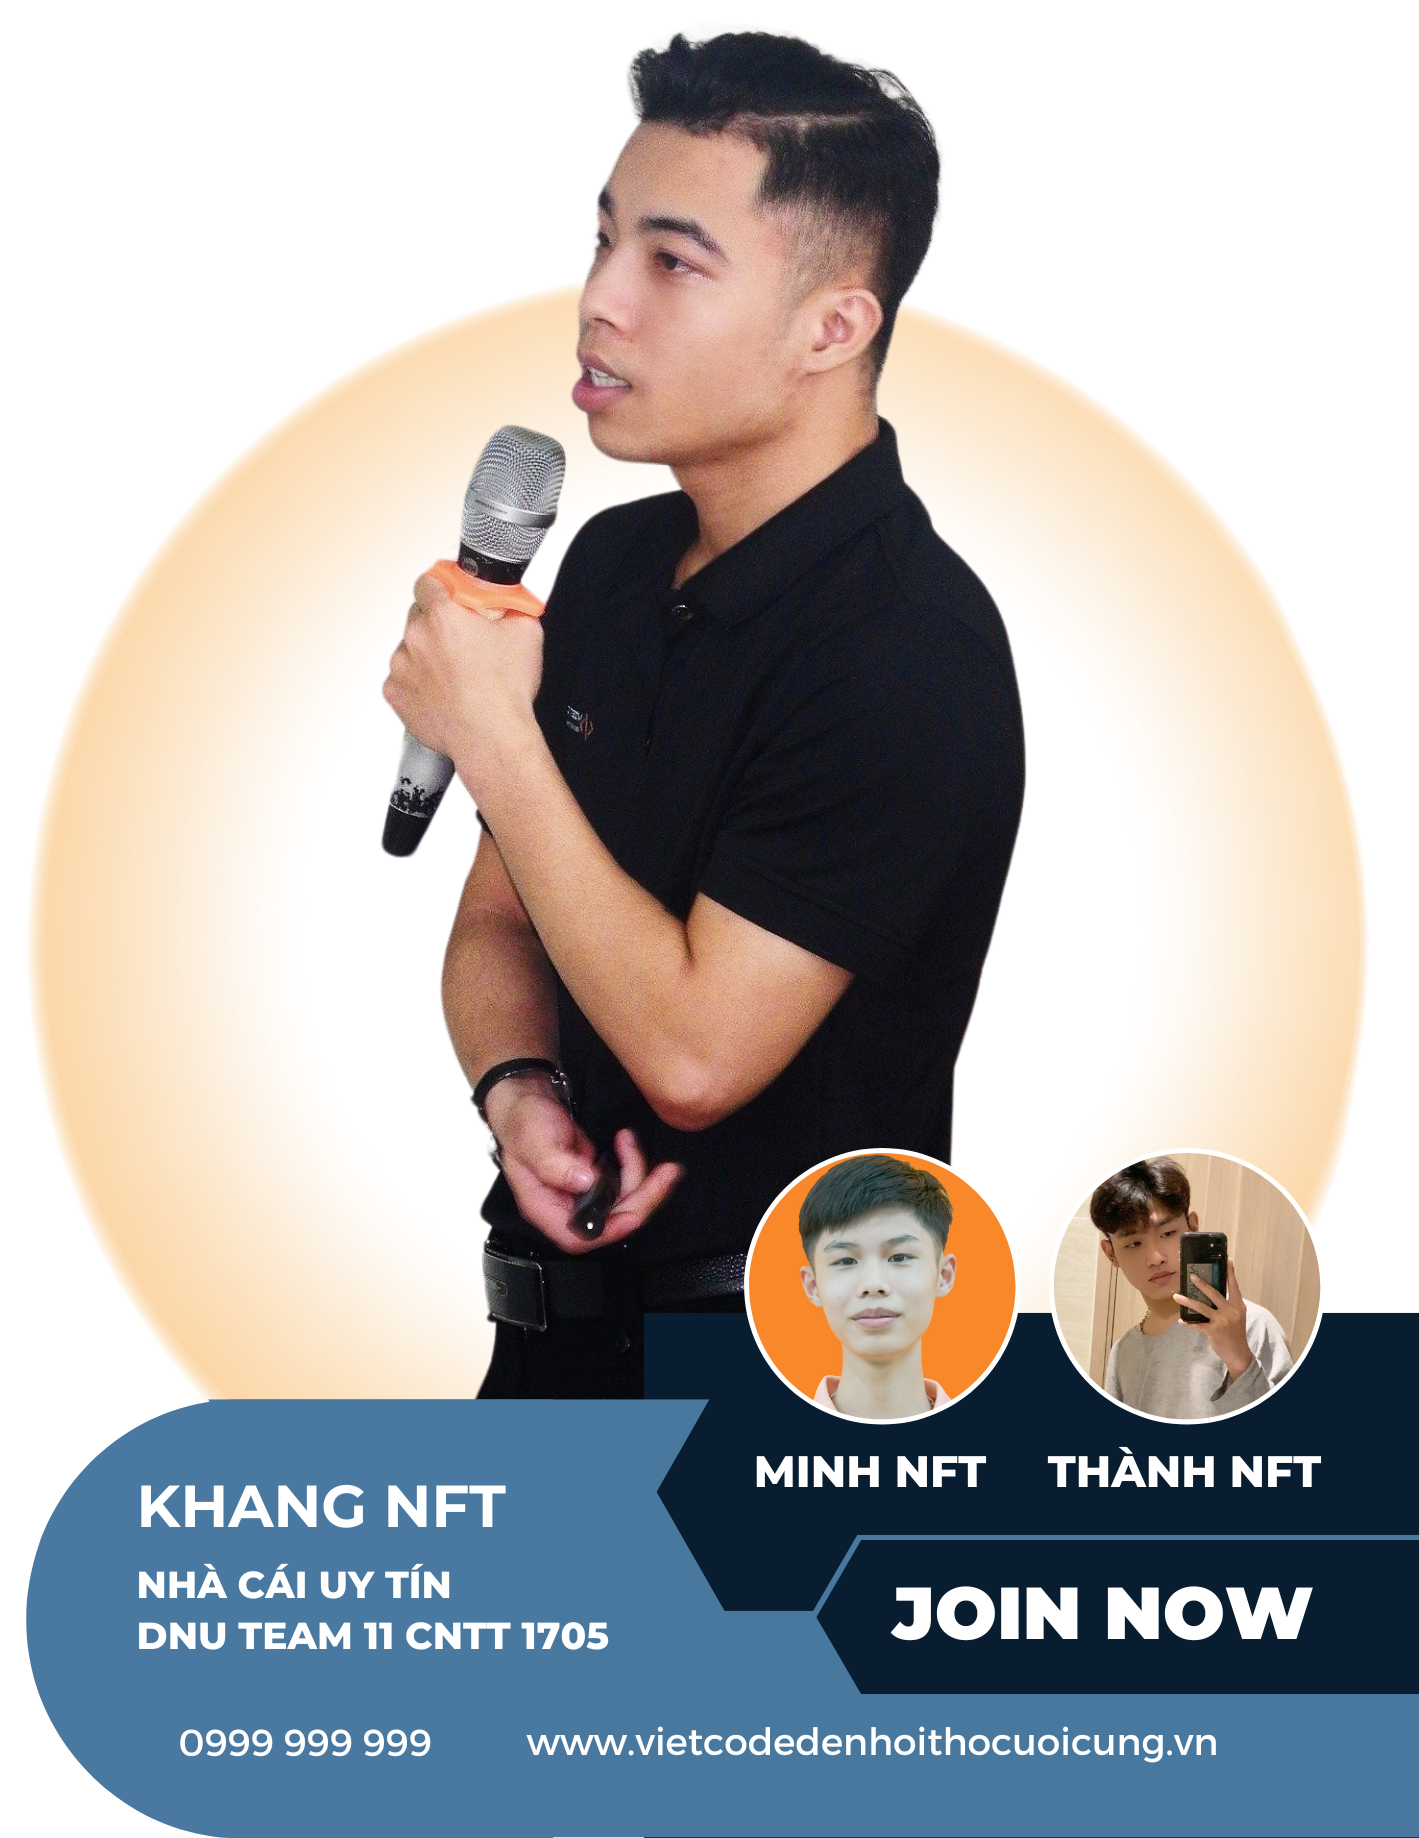 MINH NFT
THÀNH NFT
KHANG NFT
NHÀ CÁI UY TÍN
DNU TEAM 11 CNTT 1705
JOIN NOW
0999 999 999
www.vietcodedenhoithocuoicung.vn